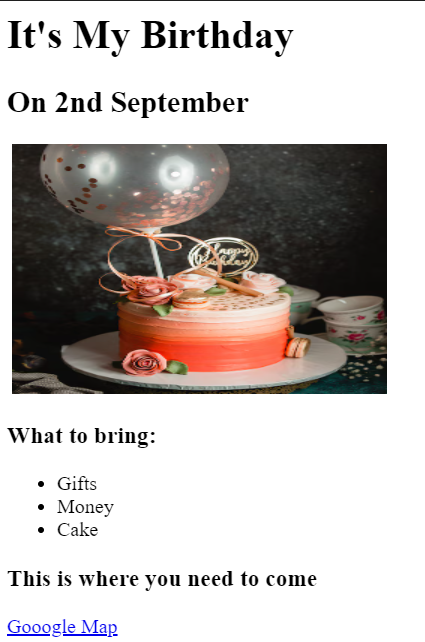 It's My Birthday
On 2nd September
Happy
Birthday
What to bring:
Gifts
Money
Cake
This is where you need to come
Gooogle Map